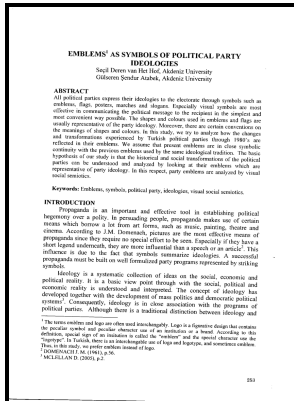 EMBLEMS¹ AS SYMBOLS OF POLITICAL PARTY
IDEOLOGIES
Seçil Deren van Het Hof, Akdeniz University
Gülseren Şendur Atabek, Akdeniz University
ABSTRACT
All political parties express their ideologies to the electorate through symbols such as
emblems, flags, posters, marches and slogans. Especially visual symbols are most
effective in communicating the political message to the recipient in the simplest and
most convenient way possible. The shapes and colours used in emblems and flags are
usually representative of the party ideology. Moreover, there are certain conventions on
the meanings of shapes and colours. In this study, we try to analyze how the changes
and transformations experienced by Turkish political parties through 1980's are
reflected in their emblems. We assume that present emblems are in close symbolic
continuity with the previous emblems used by the same ideological tradition. The basic
hypothesis of our study is that the historical and social transformations of the political
parties can be understood and analyzed by looking at their emblems which are
representative of party ideology. In this respect, party emblems are analyzed by visual
social semiotics.
Keywords: Emblems, symbols, political party, ideologies, visual social semiotics.
INTRODUCTION
Propaganda is an important and effective tool in establishing political
hegemony over a polity. In persuading people, propaganda makes use of certain
means which borrow a lot from art forms, such as music, painting, theatre and
cinema. According to J.M. Domenach, pictures are the most effective means of
propaganda since they require no special effort to be seen. Especially if they have a
short legend underneath, they are more influential than a speech or an article². This
influence is due to the fact that symbols summarize ideologies. A successful
propaganda must be built on well formalized party programs represented by striking
symbols.
Ideology is a systematic collection of ideas on the social, economic and
political reality. It is a basic view point through with the social, political and
economic reality is understood and interpreted. The concept of ideology has
developed together with the development of mass politics and democratic political
systems³. Consequently, ideology is in close association with the programs of
political parties. Although there is a traditional distinction between ideology and
¹ The terms emblem and logo are often used interchangeably. Logo is a figurative design that contains
the peculiar symbol and peculiar character use of an institution or a brand. According to this
definition, special sign of an institution is called the "emblem" and the special character use the
"logotype". In Turkish, there is an interchangeable use of logo and logotype, and sometimes emblem.
Thus, in this study, we prefer emblem instead of logo.
² DOMENACH J. M. (1961), p.36.
³ MCLELLAN D. (2005), p.2.